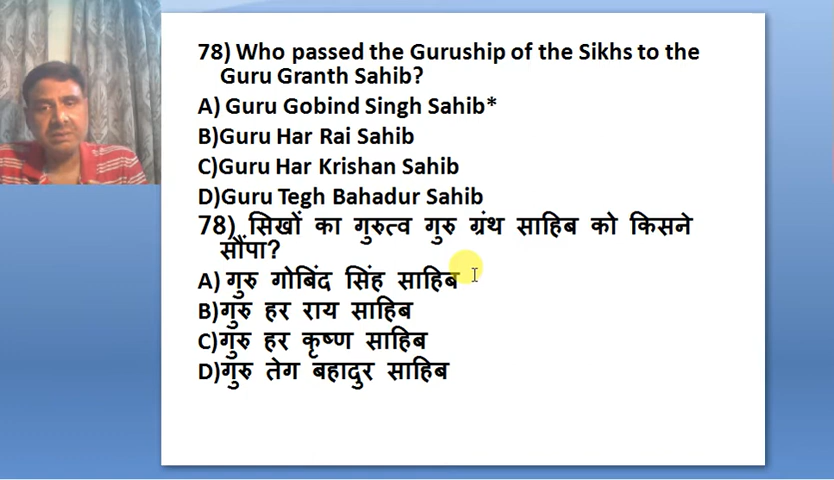 78) Who passed the Guruship of the Sikhs to the
Guru Granth Sahib?
A) Guru Gobind Singh Sahib*
B)Guru Har Rai Sahib
C)Guru Har Krishan Sahib
D)Guru Tegh Bahadur Sahib
78) सिखों का गुरुत्व गुरु ग्रंथ साहिब को किसने
सौंपा?
A) गुरु गोबिंद सिंह साहिब
B)गुरु हर राय साहिब
C)गुरु हर कृष्ण साहिब
D)गुरु तेग बहादुर साहिब